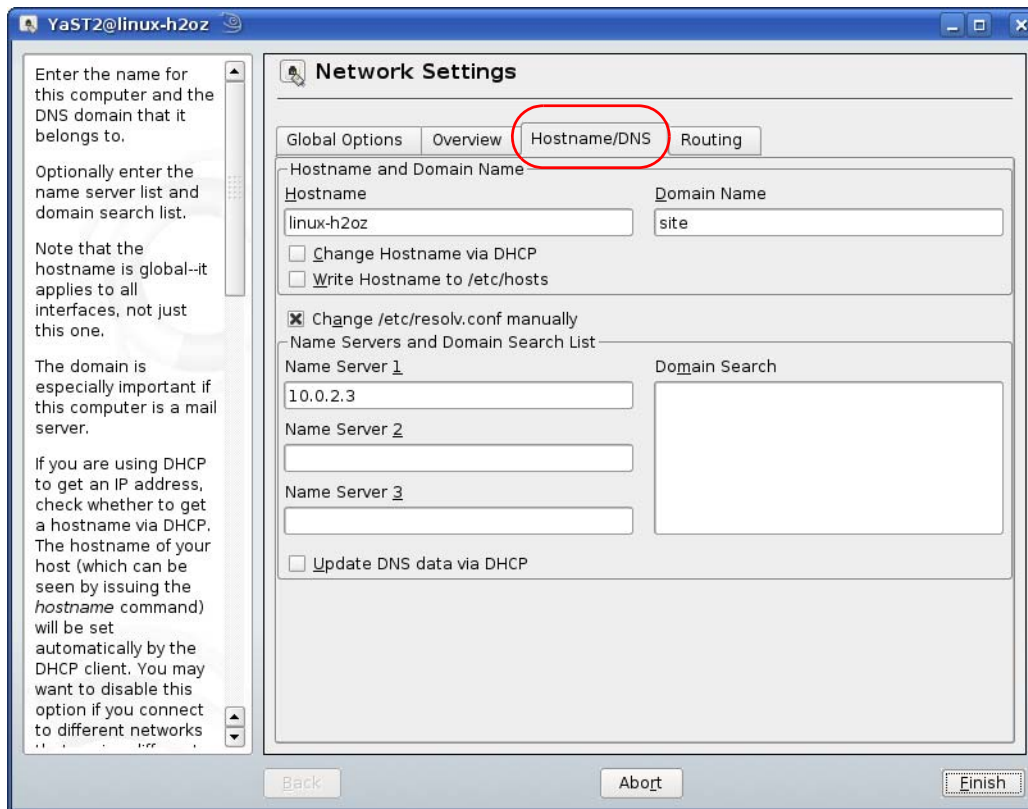 YaST2@linux-h2oz
Enter the name for
this computer and the
DNS domain that it
belongs to.
Optionally enter the
name server list and
domain search list.
Note that the
hostname is global--it
applies to all
interfaces, not just
this one.
The domain is
especially important if
this computer is a mail
server.
If you are using DHCP
to get an IP address,
check whether to get
a hostname via DHCP.
The hostname of your
host (which can be
seen by issuing the
hostname command)
will be set
automatically by the
DHCP client. You may
want to disable this
option if you connect
to different networks
Network Settings
Global Options
Overview
Hostname/DNS
Routing
Hostname and Domain Name
Hostname
Domain Name
linux-h2oz
site
Change Hostname via DHCP
Write Hostname to /etc/hosts
Change /etc/resolv.conf manually
Name Servers and Domain Search List
Name Server 1
Domain Search
10.0.2.3
Name Server 2
Name Server 3
Update DNS data via DHCP
Back
Abort
Finish